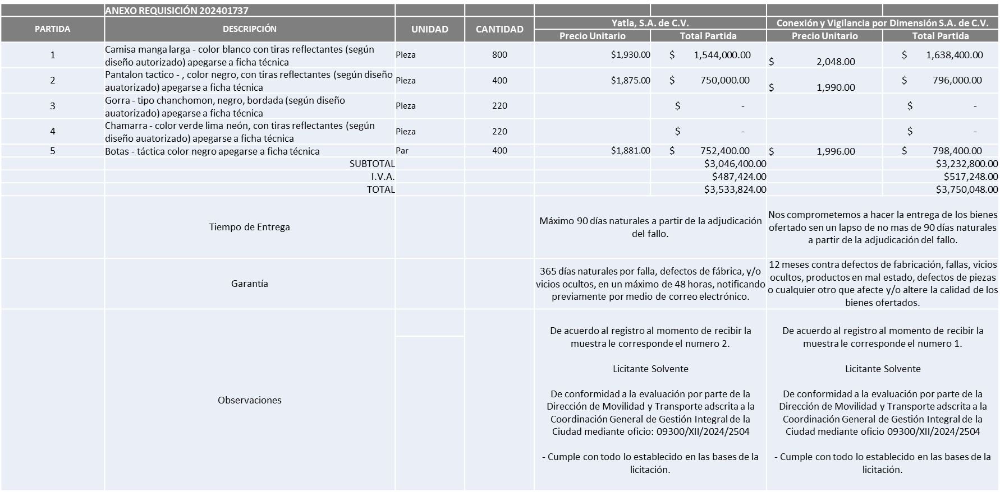 ANEXO REQUISICIÓN 202401737
PARTIDA DESCRIPCIÓN UNIDAD CANTIDAD Yatla, S.A. de C.V. Conexión y Vigilancia por Dimensión S.A. de C.V.
Precio Unitario Total Partida Precio Unitario Total Partida
1 Camisa manga larga - color blanco con tiras reflectantes (según
diseño autorizado) apegarse a ficha técnica Pieza 800 $1,930.00 $ 1,544,000.00 $ 2,048.00 $ 1,638,400.00
2 Pantalon tactico - , color negro, con tiras reflectantes (según diseño
auatorizado) apegarse a ficha técnica Pieza 400 $1,875.00 $ 750,000.00 $ 1,990.00 $ 796,000.00
3 Gorra - tipo chanchomon, negro, bordada (según diseño
auatorizado) apegarse a ficha técnica Pieza 220 $ - $ -
4 Chamarra - color verde lima neón, con tiras reflectantes (según
diseño auatorizado) apegarse a ficha técnica Pieza 220 $ - $ -
5 Botas - táctica color negro apegarse a ficha técnica Par 400 $1,881.00 $ 752,400.00 $ 1,996.00 $ 798,400.00
SUBTOTAL $3,046,400.00 $3,232,800.00
I.V.A. $487,424.00 $517,248.00
TOTAL $3,533,824.00 $3,750,048.00
Tiempo de Entrega
Máximo 90 días naturales a partir de la adjudicación
del fallo.
Nos comprometemos a hacer la entrega de los bienes
ofertado sen un lapso de no mas de 90 días naturales
a partir de la adjudicación del fallo.
Garantía
365 días naturales por falla, defectos de fábrica, y/o
vicios ocultos, en un máximo de 48 horas, notificando
previamente por medio de correo electrónico.
12 meses contra defectos de fabricación, fallas, vicios
ocultos, productos en mal estado, defectos de piezas
o cualquier otro que afecte y/o altere la calidad de los
bienes ofertados.
Observaciones
De acuerdo al registro al momento de recibir la
muestra le corresponde el numero 2.
Licitante Solvente
De conformidad a la evaluación por parte de la
Dirección de Movilidad y Transporte adscrita a la
Coordinación General de Gestión Integral de la
Ciudad mediante oficio: 09300/XII/2024/2504
- Cumple con todo lo establecido en las bases de la
licitación.
De acuerdo al registro al momento de recibir la
muestra le corresponde el numero 1.
Licitante Solvente
De conformidad a la evaluación por parte de la
Dirección de Movilidad y Transporte adscrita a la
Coordinación General de Gestión Integral de la
Ciudad mediante oficio 09300/XII/2024/2504
- Cumple con todo lo establecido en las bases de la
licitación.